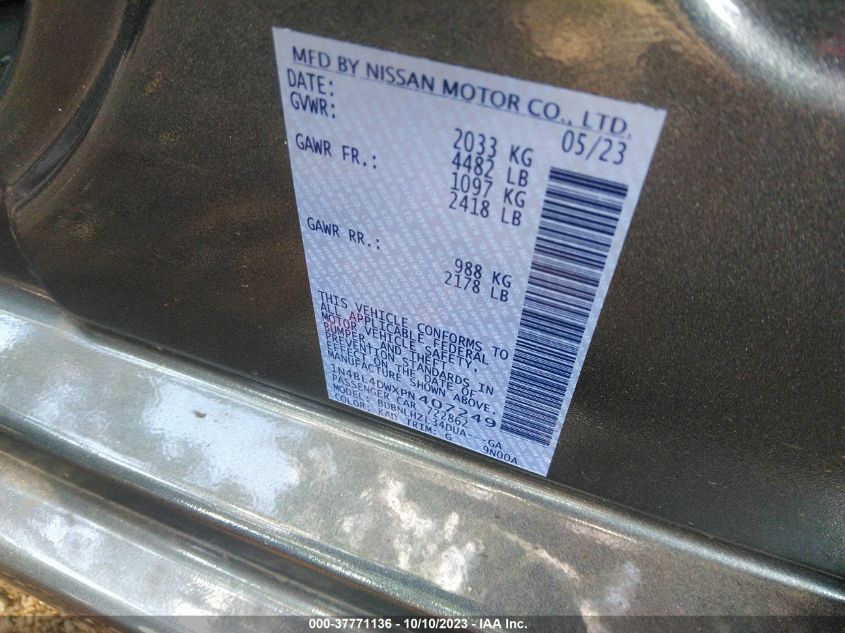 MFD BY NISSAN MOTOR CO., LTD.
DATE: 05/23
GVWR: 2033 KG
4482 LB
GAWR FR.: 1097 KG
2418 LB
GAWR RR.: 988 KG
2178 LB
THIS VEHICLE CONFORMS TO
ALL APPLICABLE FEDERAL
MOTOR VEHICLE SAFETY,
BUMPER, AND THEFT
PREVENTION STANDARDS IN
EFFECT ON THE DATE OF
MANUFACTURE SHOWN ABOVE.
1N4BL4DWXPN407249
PASSENGER CAR 722862
MODEL: BDBNLHZL34DUA---GA
COLOR: KAD TRIM: G 9N00A
000-37771136 - 10/10/2023 - IAA Inc.